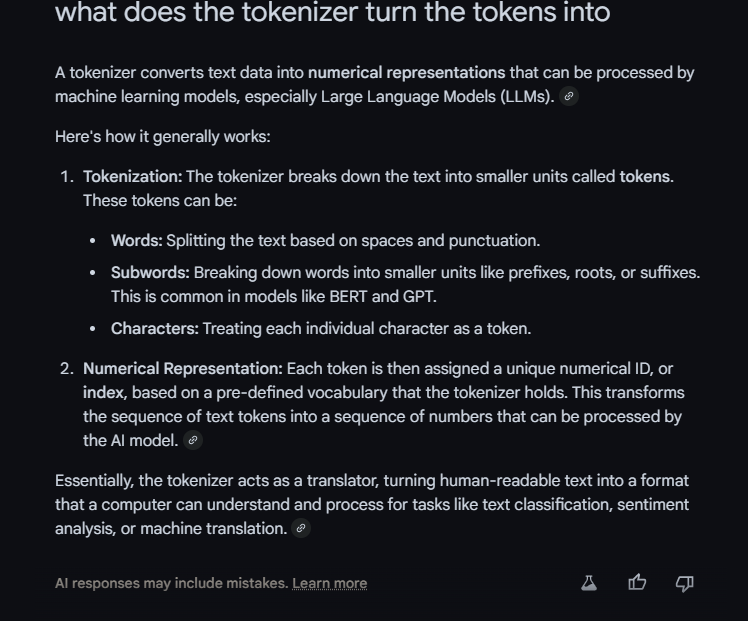 what does the tokenizer turn the tokens into
A tokenizer converts text data into numerical representations that can be processed by
machine learning models, especially Large Language Models (LLMs).
Here's how it generally works:
1. Tokenization: The tokenizer breaks down the text into smaller units called tokens.
These tokens can be:
• Words: Splitting the text based on spaces and punctuation.
• Subwords: Breaking down words into smaller units like prefixes, roots, or suffixes.
This is common in models like BERT and GPT.
• Characters: Treating each individual character as a token.
2. Numerical Representation: Each token is then assigned a unique numerical ID, or
index, based on a pre-defined vocabulary that the tokenizer holds. This transforms
the sequence of text tokens into a sequence of numbers that can be processed by
the AI model.
Essentially, the tokenizer acts as a translator, turning human-readable text into a format
that a computer can understand and process for tasks like text classification, sentiment
analysis, or machine translation.
AI responses may include mistakes. Learn more